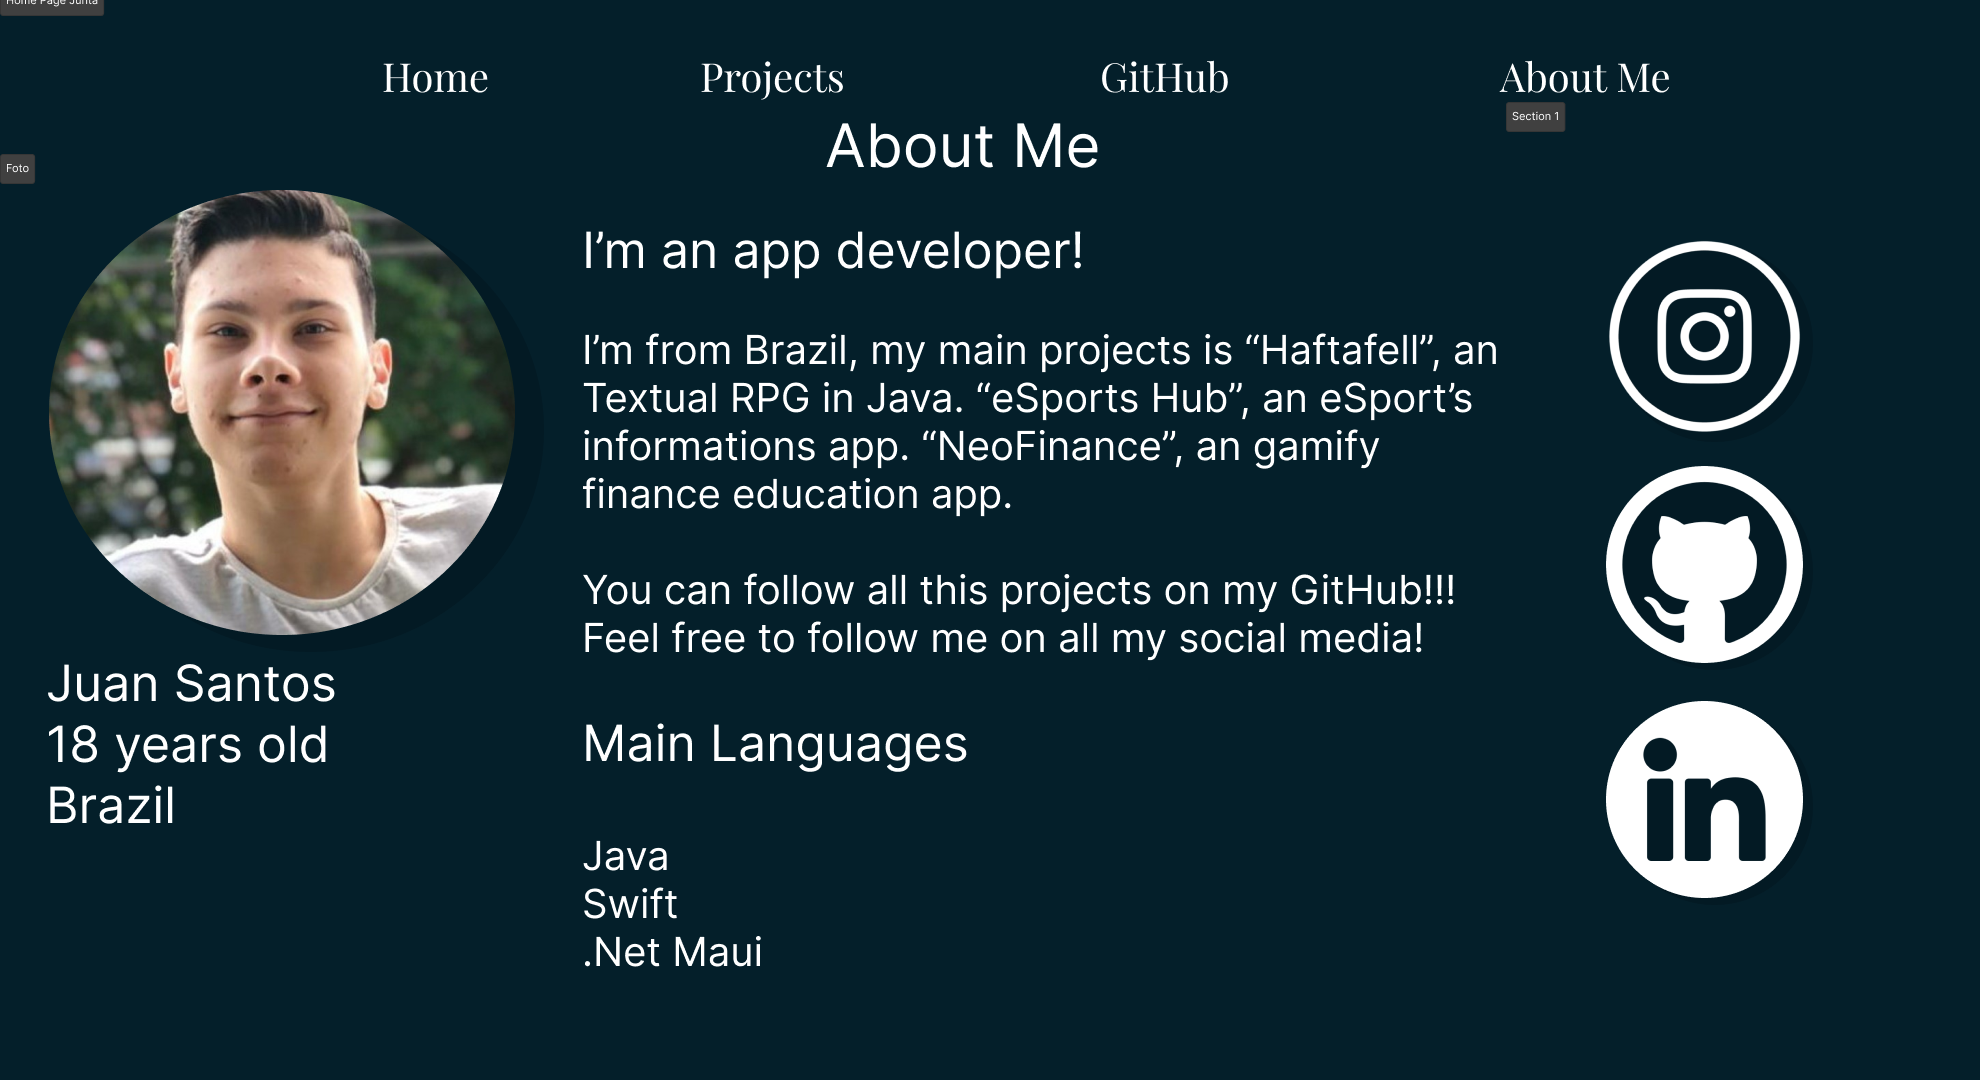 Home Page Junta
Home
Projects
GitHub
About Me
Section 1
About Me
Foto
I’m an app developer!
I’m from Brazil, my main projects is “Haftafell”, an
Textual RPG in Java. “eSports Hub”, an eSport’s
informations app. “NeoFinance”, an gamify
finance education app.
You can follow all this projects on my GitHub!!!
Feel free to follow me on all my social media!
Juan Santos
18 years old
Brazil
Main Languages
Java
Swift
.Net Maui
in